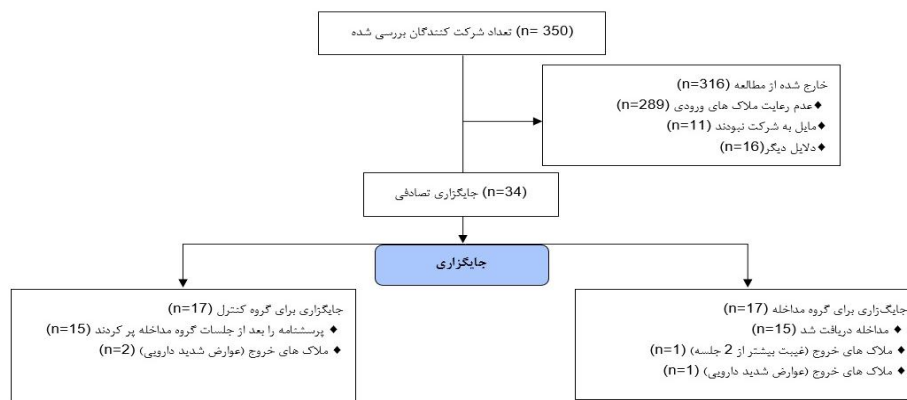 تعداد شرکت کنندگان بررسی شده (n= 350)
خارج شده از مطالعه (n=316)
♦عدم رعایت ملاک های ورودی (n=289)
♦مایل به شرکت نبودند (n=11)
♦دلایل دیگر(n=16)
جایگزاری تصادفی (n=34)
جایگزاری
جایگزاری برای گروه مداخله (n=17)
♦ مداخله دریافت شد (n=15)
♦ ملاک های خروج (غیبت بیشتر از 2 جلسه) (n=1)
♦ ملاک های خروج (عوارض شدید دارویی) (n=1)
جایگزاری برای گروه کنترل (n=17)
♦ پرسشنامه را بعد از جلسات گروه مداخله پر کردند (n=15)
♦ ملاک های خروج (عوارض شدید دارویی) (n=2)